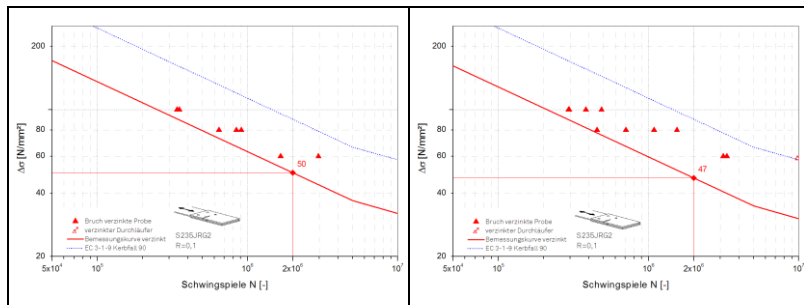 200
100
80
60
40
20
Δσ [N/mm²]
50
Bruch verzinkte Probe
verzinkter Durchläufer
Bemessungskurve verzinkt
EC 3-1-9 Kerbfall 90
S235JRG2
R=0,1
5x10⁴
10⁵
10⁶
2x10⁶
10⁷
Schwingspiele N [-]
200
80
60
40
20
Δσ [N/mm²]
47
Bruch verzinkte Probe
verzinkter Durchläufer
Bemessungskurve verzinkt
EC 3-1-9 Kerbfall 90
S235JRG2
R=0,1
5x10⁴
10⁵
10⁶
2x10⁶
10⁷
Schwingspiele N [-]